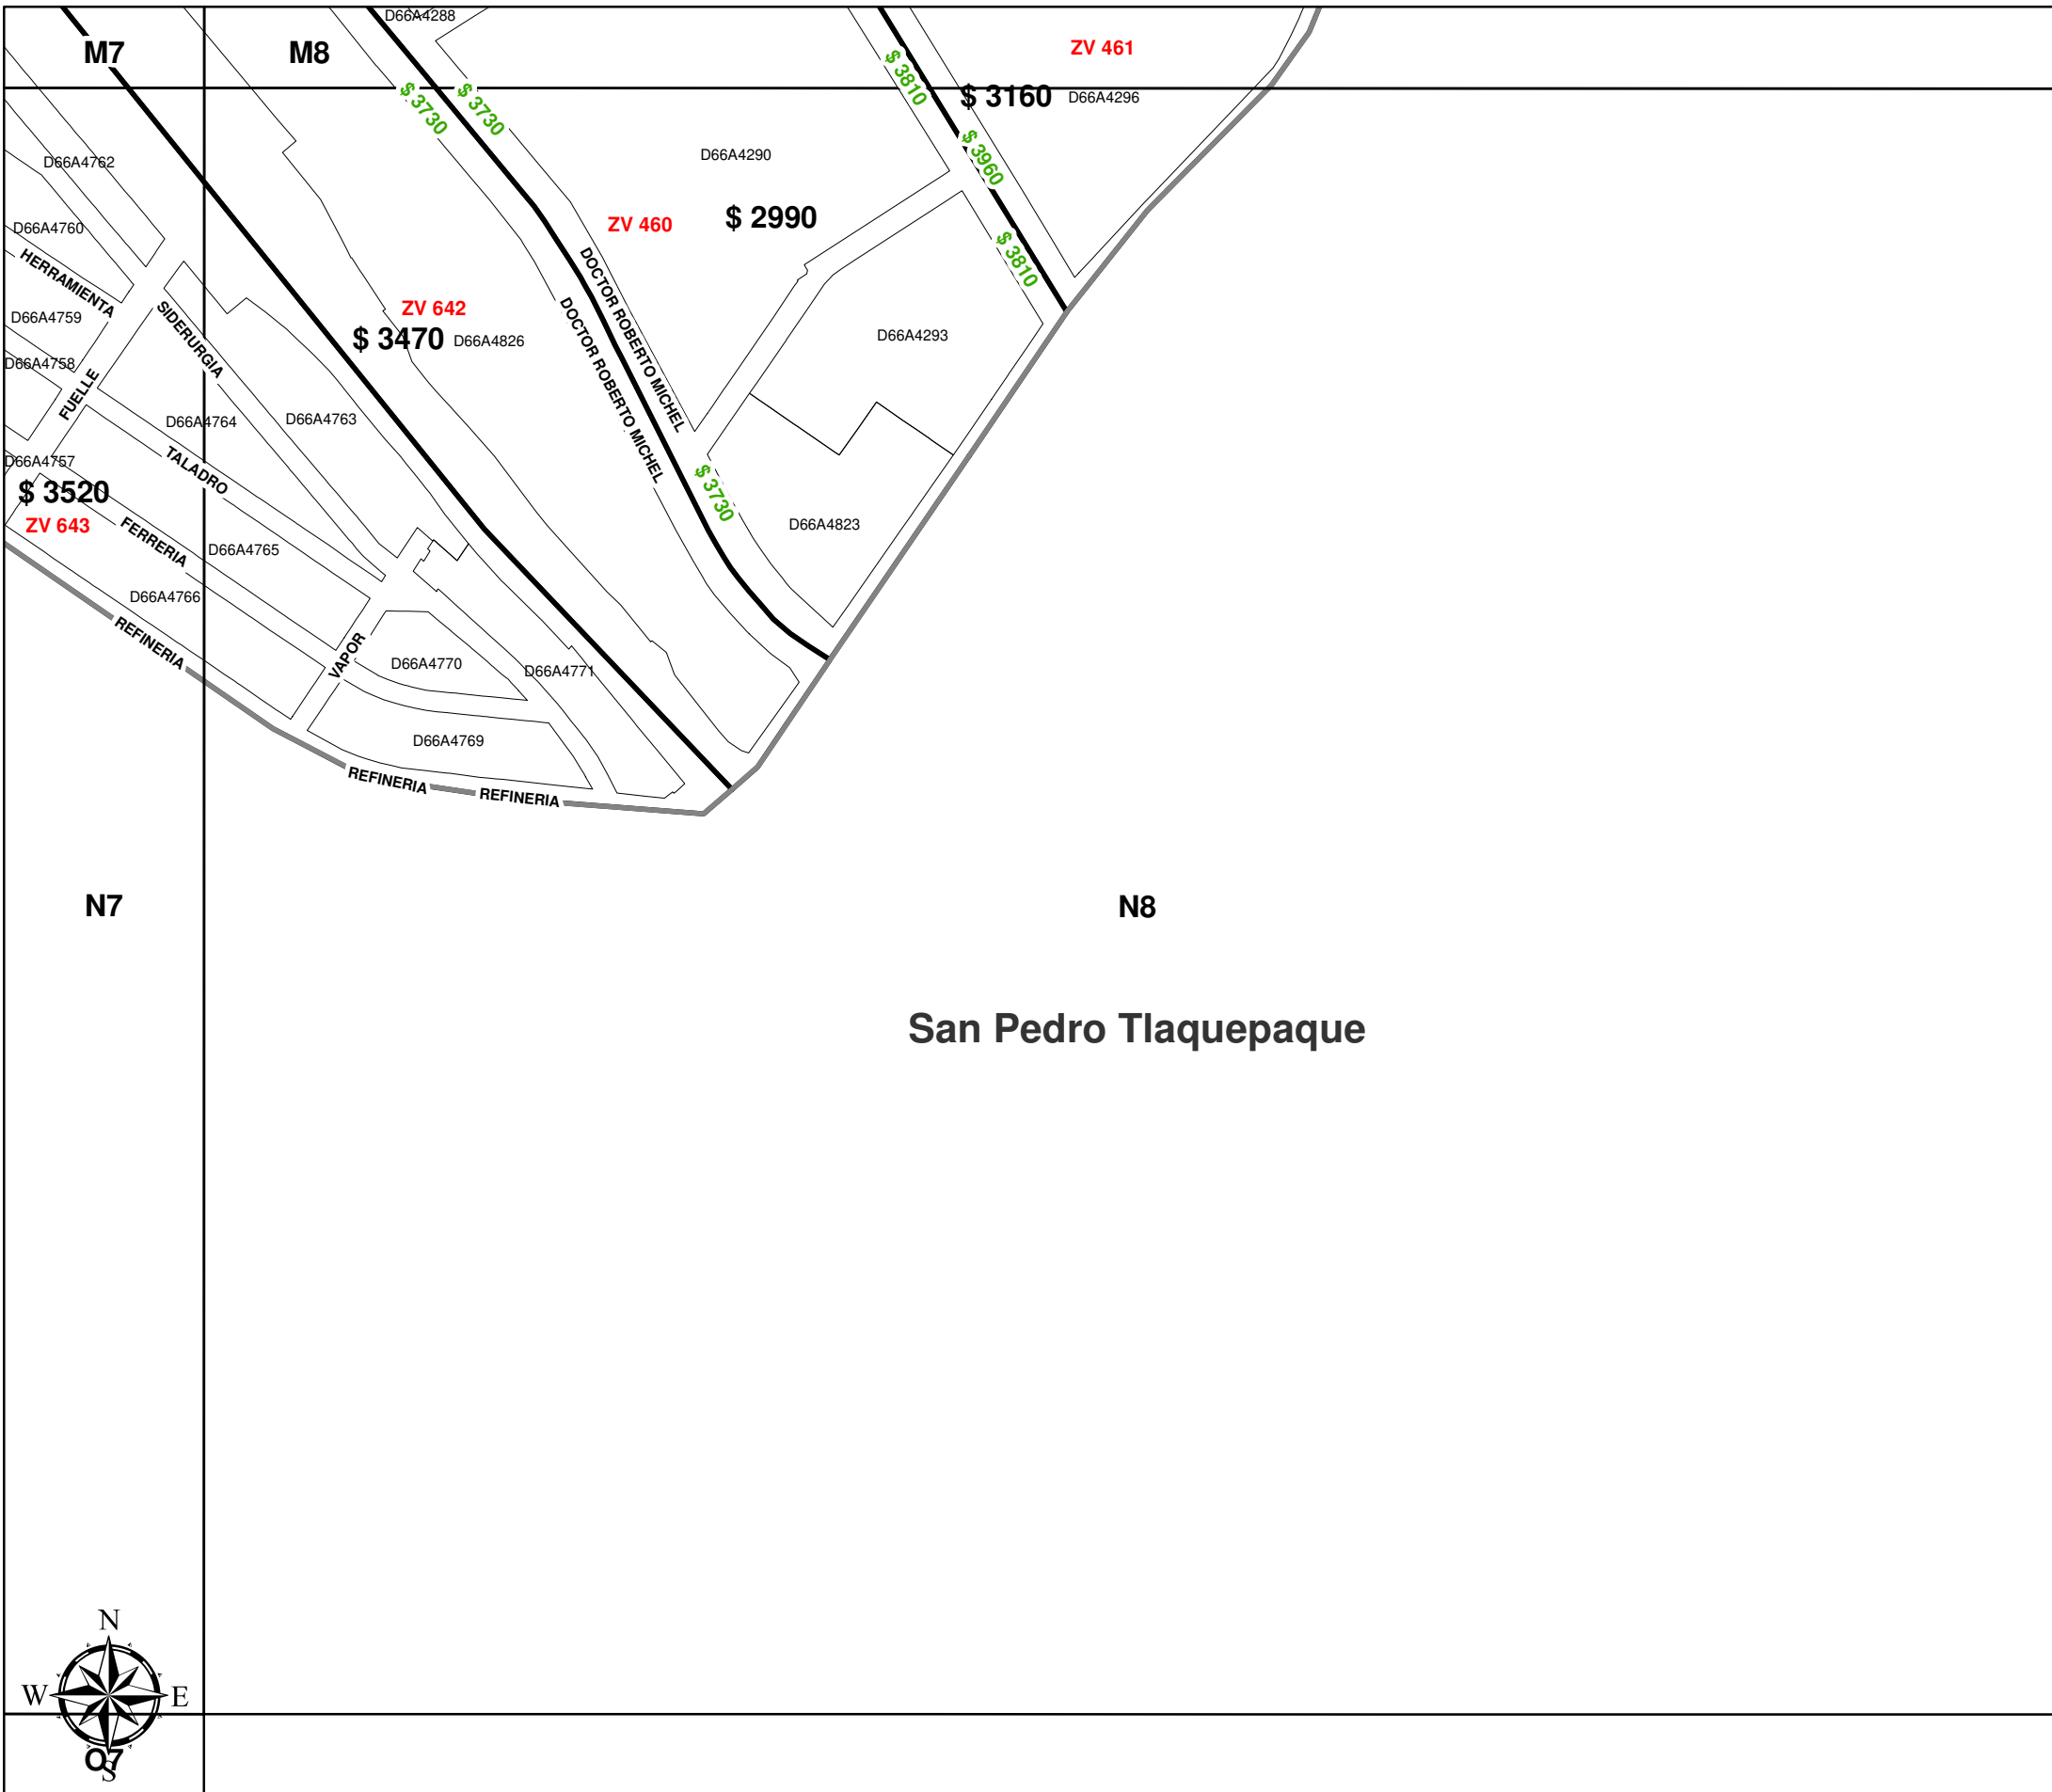 D66A4288
M7
M8
ZV 461
$ 3810
$ 3160
D66A4296
$ 3730
$ 3730
D66A4762
D66A4290
$ 3960
D66A4760
ZV 460
$ 2990
HERRAMIENTA
$ 3810
DOCTOR ROBERTO MICHEL
DOCTOR ROBERTO MICHEL
D66A4759
SIDERURGIA
ZV 642
$ 3470
D66A4826
D66A4293
D66A4758
FUELLE
D66A4764
D66A4763
D66A4757
TALADRO
$ 3520
$ 3730
ZV 643
FERRERIA
D66A4765
D66A4823
D66A4766
REFINERIA
VAPOR
D66A4770
D66A4771
D66A4769
REFINERIA
REFINERIA
N7
N8
San Pedro Tlaquepaque
N
W
E
O7
S